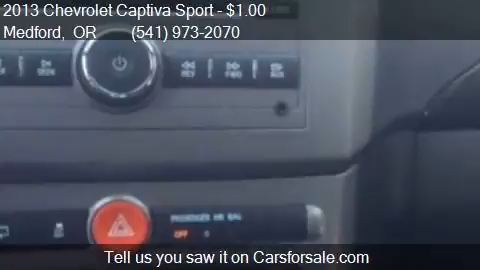 2013 Chevrolet Captiva Sport - $1.00
Medford, OR (541) 973-2070
REV FWD
PASSENGER AIR BAG
OFF
Tell us you saw it on Carsforsale.com